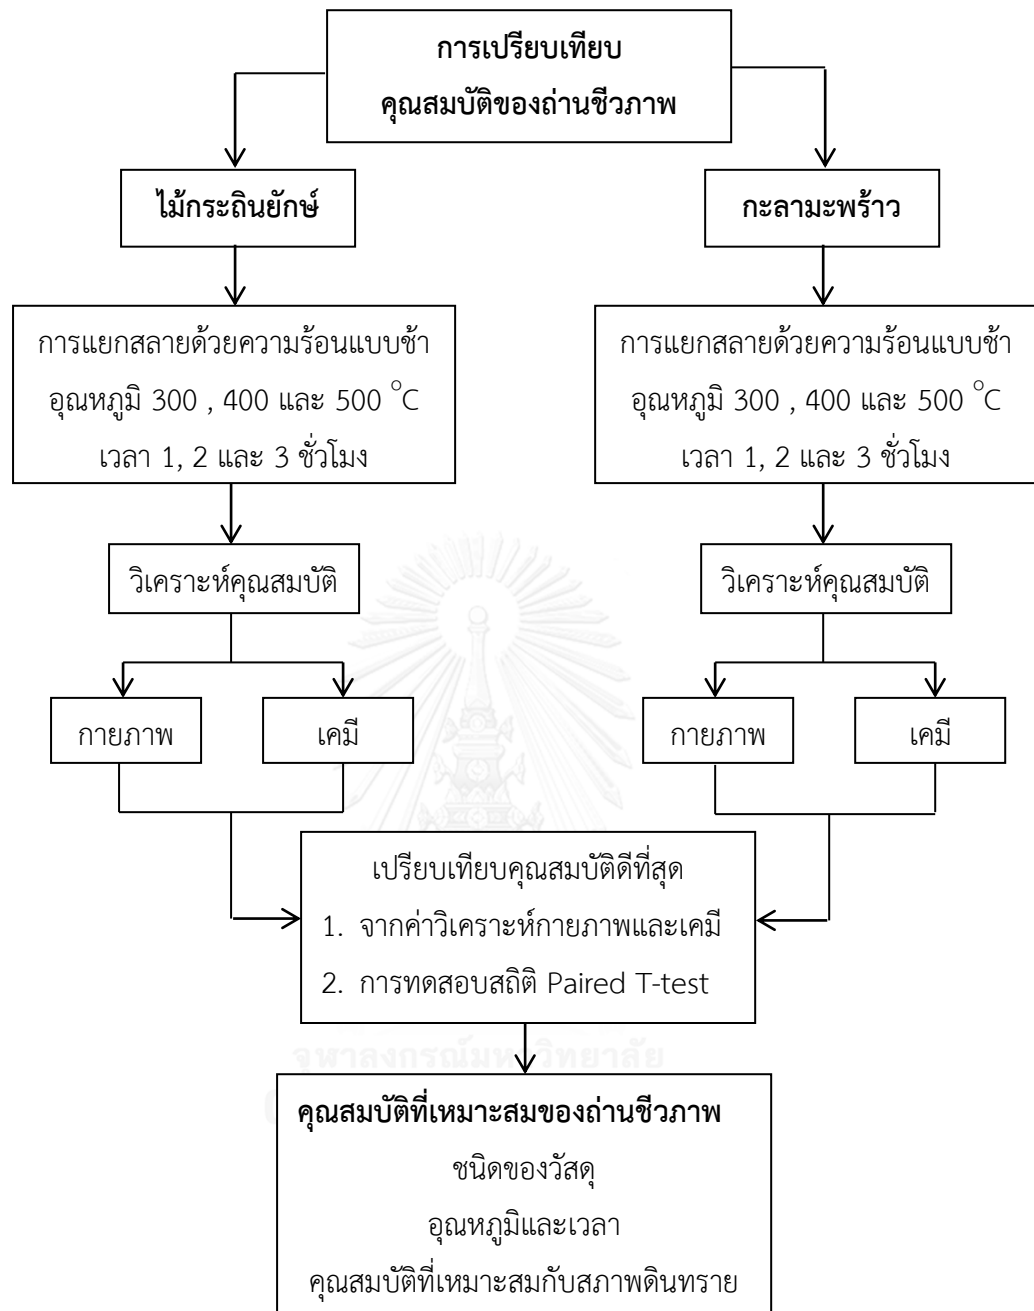 การเปรียบเทียบ
คุณสมบัติของถ่านชีวภาพ
ไม้กระถินยักษ์
กะลามะพร้าว
การแยกสลายด้วยความร้อนแบบช้า
อุณหภูมิ 300 , 400 และ 500 °C
เวลา 1, 2 และ 3 ชั่วโมง
การแยกสลายด้วยความร้อนแบบช้า
อุณหภูมิ 300 , 400 และ 500 °C
เวลา 1, 2 และ 3 ชั่วโมง
วิเคราะห์คุณสมบัติ
วิเคราะห์คุณสมบัติ
กายภาพ
เคมี
กายภาพ
เคมี
เปรียบเทียบคุณสมบัติดีที่สุด
1. จากค่าวิเคราะห์กายภาพและเคมี
2. การทดสอบสถิติ Paired T-test
จุฬาลงกรณ์มหาวิทยาลัย
คุณสมบัติที่เหมาะสมของถ่านชีวภาพ
ชนิดของวัสดุ
อุณหภูมิและเวลา
คุณสมบัติที่เหมาะสมกับสภาพดินทราย